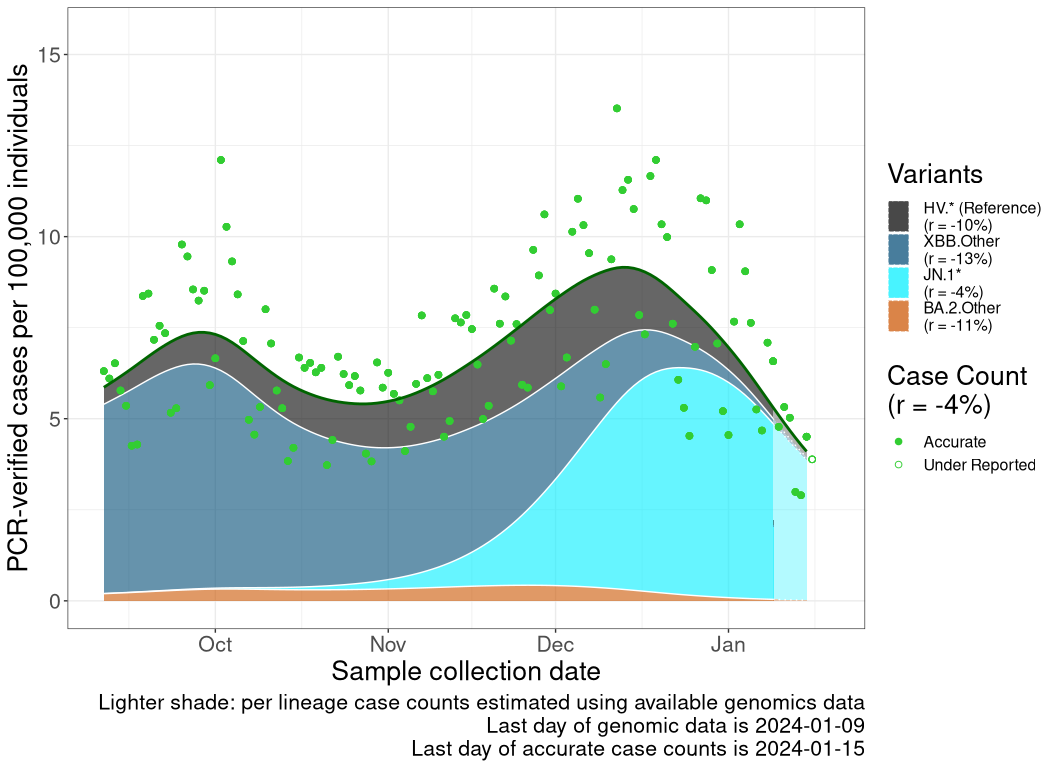 PCR-verified cases per 100,000 individuals
15
10
5
0
Oct Nov Dec Jan
Sample collection date
Variants
HV.* (Reference)
(r = -10%)
XBB.Other
(r = -13%)
JN.1*
(r = -4%)
BA.2.Other
(r = -11%)
Case Count
(r = -4%)
Accurate
Under Reported
Lighter shade: per lineage case counts estimated using available genomics data
Last day of genomic data is 2024-01-09
Last day of accurate case counts is 2024-01-15